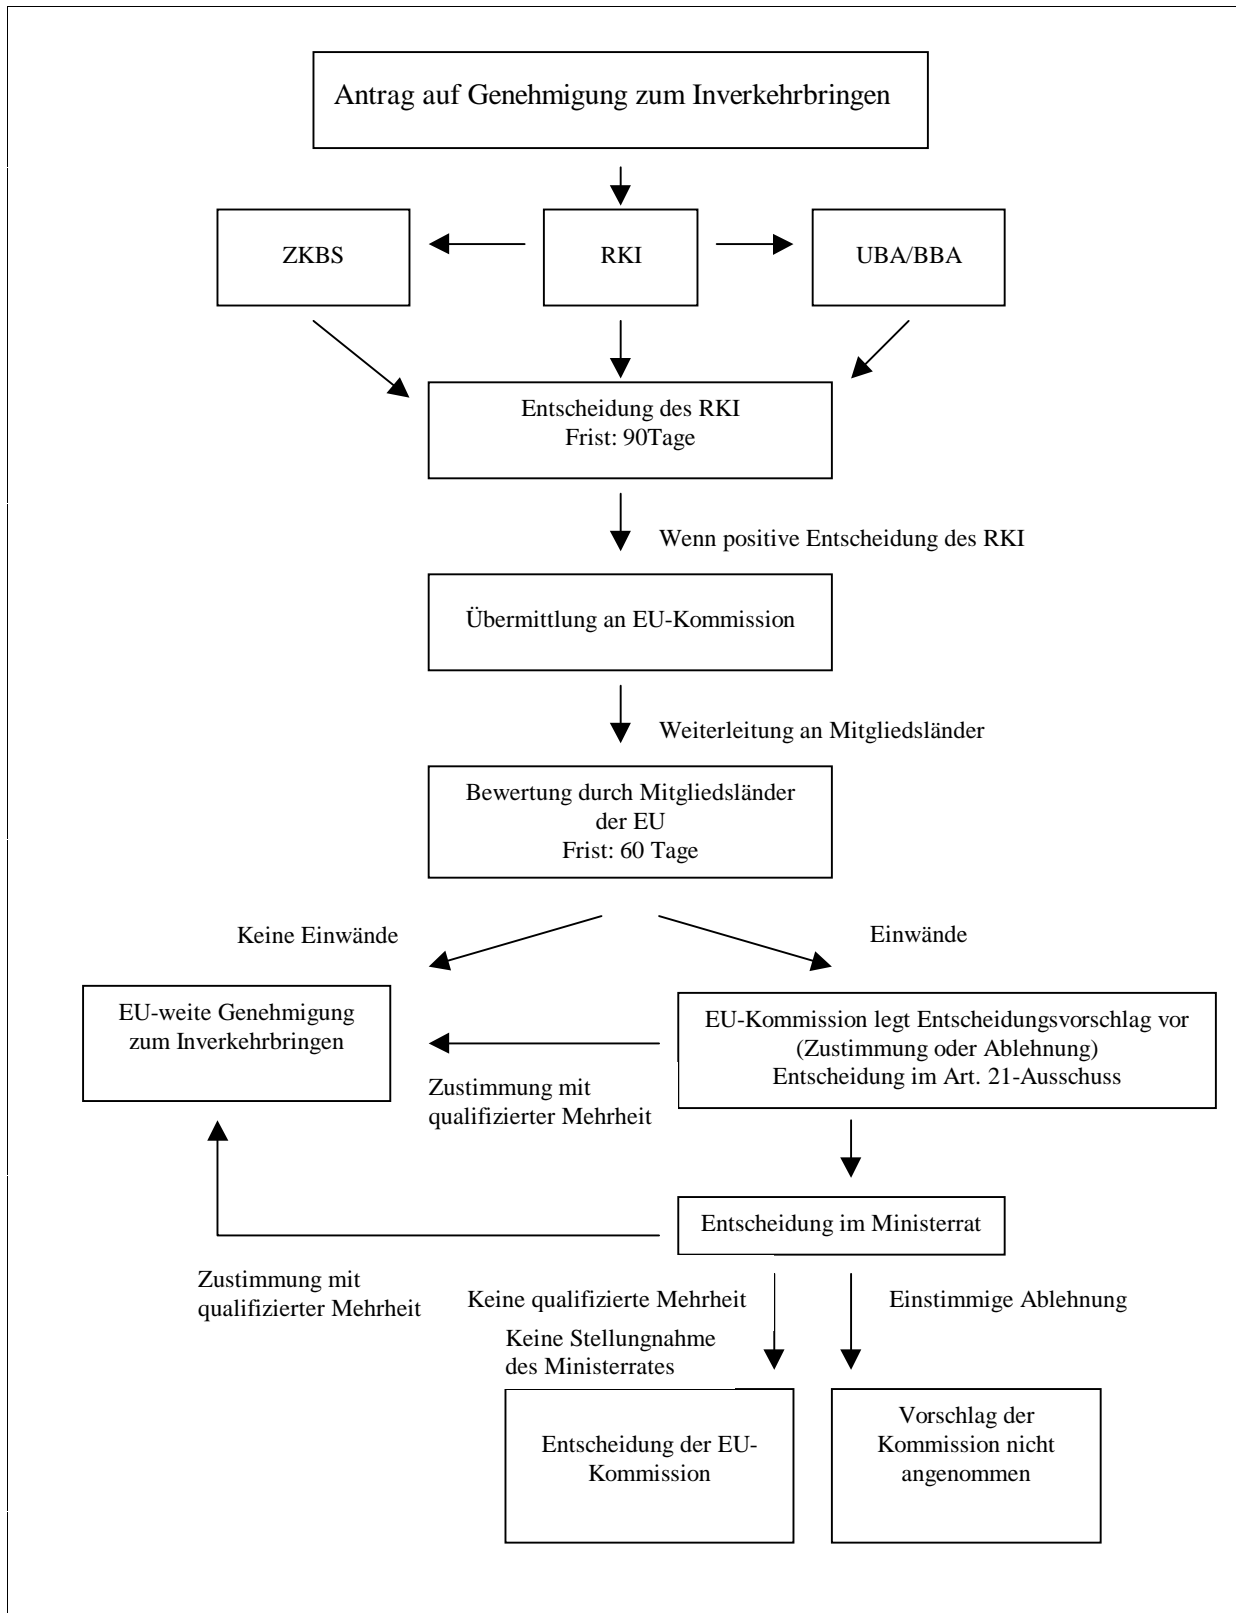 Antrag auf Genehmigung zum Inverkehrbringen
ZKBS
RKI
UBA/BBA
Entscheidung des RKI
Frist: 90Tage
Wenn positive Entscheidung des RKI
Übermittlung an EU-Kommission
Weiterleitung an Mitgliedsländer
Bewertung durch Mitgliedsländer
der EU
Frist: 60 Tage
Keine Einwände
Einwände
EU-weite Genehmigung
zum Inverkehrbringen
EU-Kommission legt Entscheidungsvorschlag vor
(Zustimmung oder Ablehnung)
Entscheidung im Art. 21-Ausschuss
Zustimmung mit
qualifizierter Mehrheit
Entscheidung im Ministerrat
Zustimmung mit
qualifizierter Mehrheit
Keine qualifizierte Mehrheit
Einstimmige Ablehnung
Keine Stellungnahme
des Ministerrates
Entscheidung der EU-
Kommission
Vorschlag der
Kommission nicht
angenommen